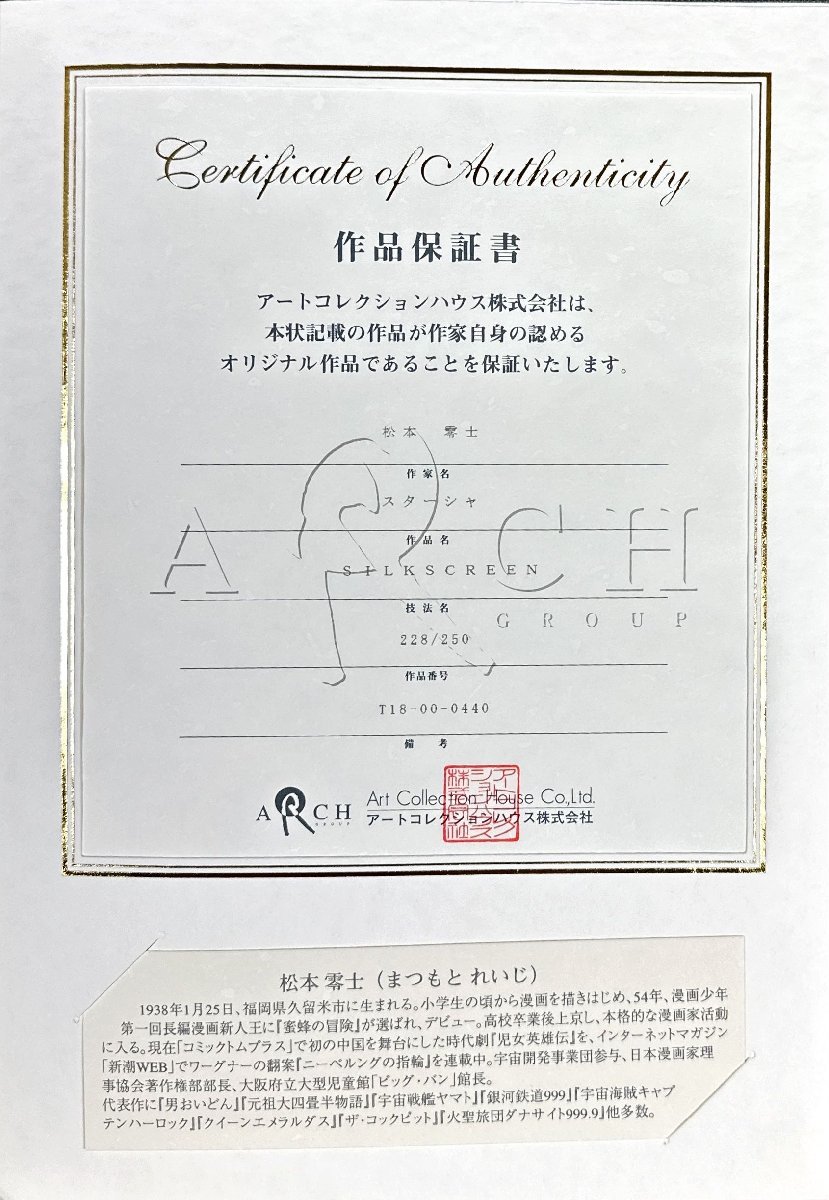 Certificate of Authenticity
作品保証書
アートコレクションハウス株式会社は、
本状記載の作品が作家自身の認める
オリジナル作品であることを保証いたします。
松本 零士
作家名
スターシャ
作品名
SILKSCREEN
技法名
228/250
作品番号
T18-00-0440
備 考
ARCH
GROUP
ARCH
GROUP
Art Collection House Co.,Ltd.
アートコレクションハウス株式会社
松本 零士（まつもと れいじ）
1938年1月25日、福岡県久留米市に生まれる。小学生の頃から漫画を描きはじめ、54年、漫画少年
第一回長編漫画新人王に『蜜蜂の冒険』が選ばれ、デビュー。高校卒業後上京し、本格的な漫画家活動
に入る。現在「コミックトムプラス」で初の中国を舞台にした時代劇『児女英雄伝』を、インターネットマガジン
「新潮WEB」でワーグナーの翻案『ニーベルングの指輪』を連載中。宇宙開発事業団参与、日本漫画家理
事協会著作権部部長、大阪府立大型児童館「ビッグ・バン」館長。
代表作に『男おいどん』『元祖大四畳半物語』『宇宙戦艦ヤマト』『銀河鉄道999』『宇宙海賊キャプ
テンハーロック』『クイーンエメラルダス』『ザ・コックピット』『火聖旅団ダナサイト999.9』他多数。